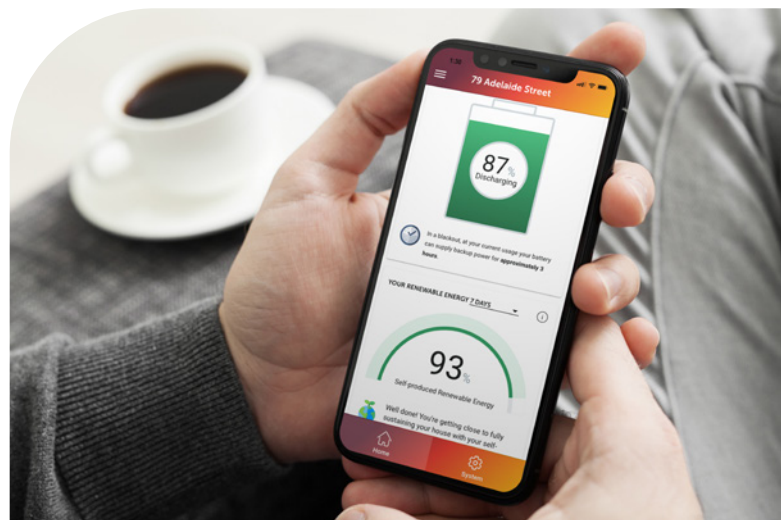 1:38
79 Adelaide Street
87%
Discharging
In a blackout, at your current usage your battery
can supply backup power for approximately 3
hours.
YOUR RENEWABLE ENERGY 7 DAYS
i
93%
Self-produced Renewable Energy
Well done! You're getting close to fully
sustaining your house with your self-
Home
System